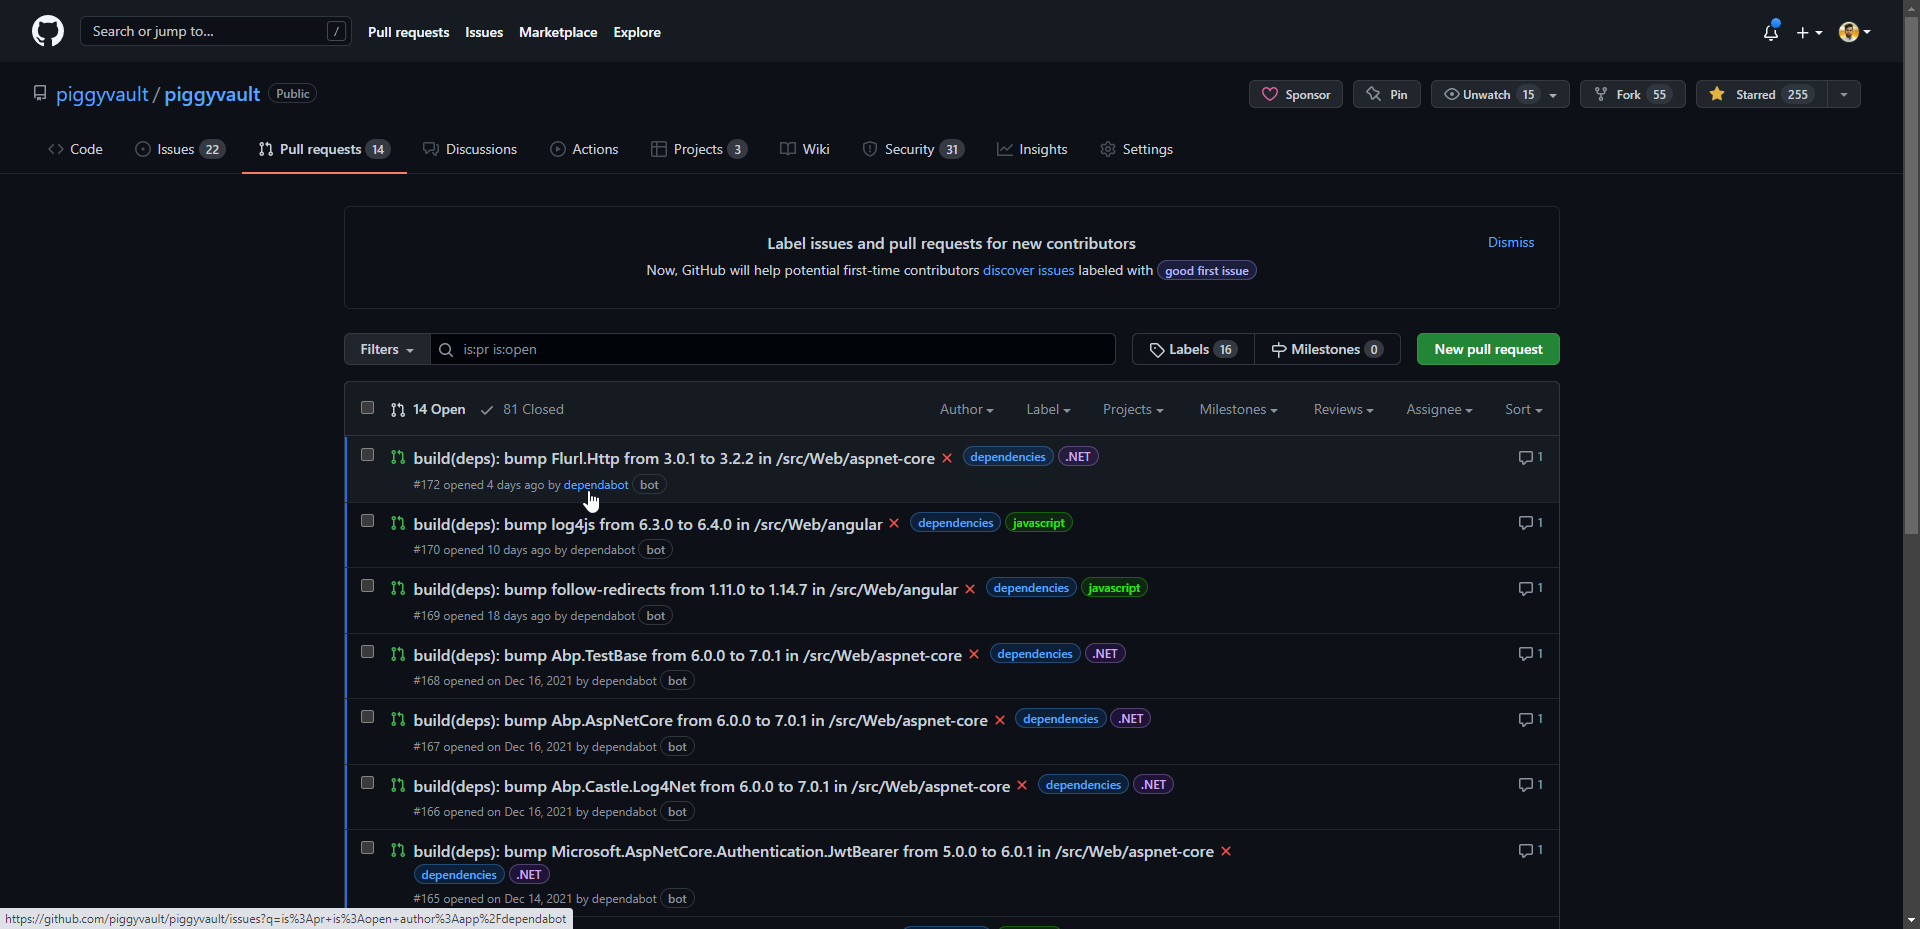 Search or jump to... /
Pull requests Issues Marketplace Explore
piggyvault / piggyvault Public
Sponsor Pin Unwatch 15 Fork 55 Starred 255
Code Issues 22 Pull requests 14 Discussions Actions Projects 3 Wiki Security 31 Insights Settings
Label issues and pull requests for new contributors
Dismiss
Now, GitHub will help potential first-time contributors discover issues labeled with good first issue
Filters is:pr is:open Labels 16 Milestones 0 New pull request
14 Open 81 Closed Author Label Projects Milestones Reviews Assignee Sort
build(deps): bump Flurl.Http from 3.0.1 to 3.2.2 in /src/Web/aspnet-core dependencies .NET 1
#172 opened 4 days ago by dependabot bot
build(deps): bump log4js from 6.3.0 to 6.4.0 in /src/Web/angular dependencies javascript 1
#170 opened 10 days ago by dependabot bot
build(deps): bump follow-redirects from 1.11.0 to 1.14.7 in /src/Web/angular dependencies javascript 1
#169 opened 18 days ago by dependabot bot
build(deps): bump Abp.TestBase from 6.0.0 to 7.0.1 in /src/Web/aspnet-core dependencies .NET 1
#168 opened on Dec 16, 2021 by dependabot bot
build(deps): bump Abp.AspNetCore from 6.0.0 to 7.0.1 in /src/Web/aspnet-core dependencies .NET 1
#167 opened on Dec 16, 2021 by dependabot bot
build(deps): bump Abp.Castle.Log4Net from 6.0.0 to 7.0.1 in /src/Web/aspnet-core dependencies .NET 1
#166 opened on Dec 16, 2021 by dependabot bot
build(deps): bump Microsoft.AspNetCore.Authentication.JwtBearer from 5.0.0 to 6.0.1 in /src/Web/aspnet-core 1
dependencies .NET
#165 opened on Dec 14, 2021 by dependabot bot
https://github.com/piggyvault/piggyvault/issues?q=is%3Apr+is%3Aopen+author%3Aapp%2Fdependabot